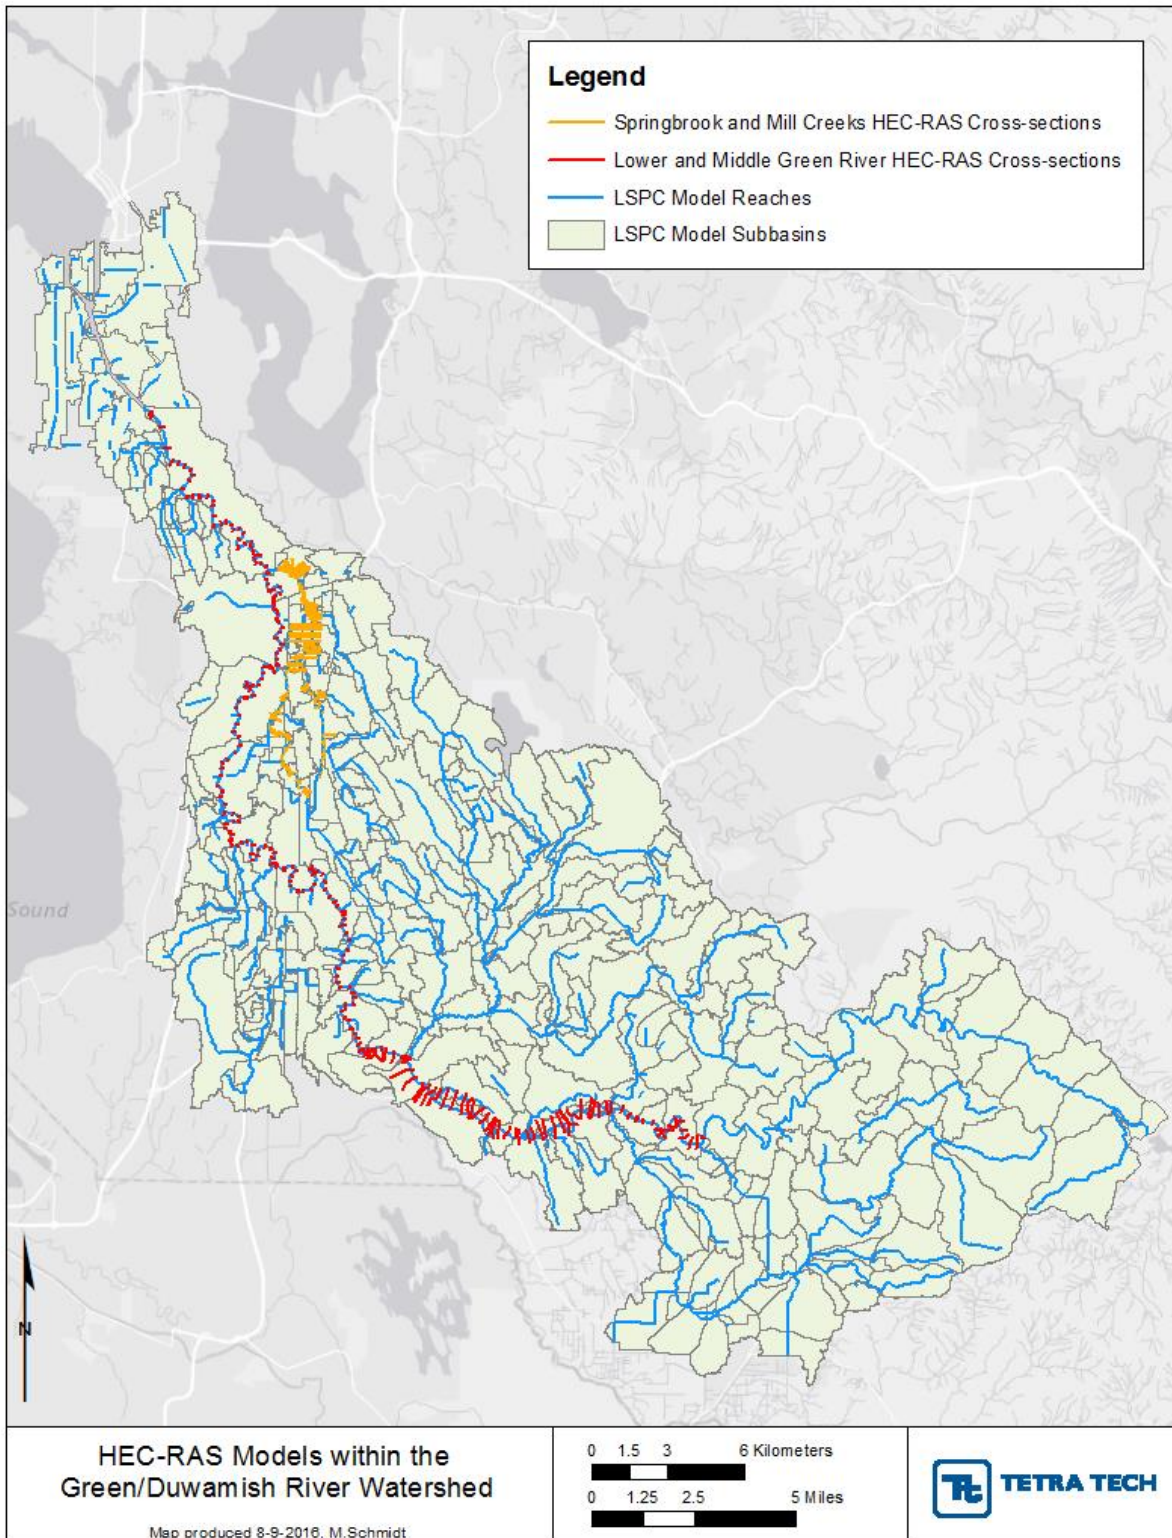 Legend
Springbrook and Mill Creeks HEC-RAS Cross-sections
Lower and Middle Green River HEC-RAS Cross-sections
LSPC Model Reaches
LSPC Model Subbasins
Sound
N
HEC-RAS Models within the
Green/Duwamish River Watershed
Map produced 8-9-2016, M.Schmidt
0 1.5 3 6 Kilometers
0 1.25 2.5 5 Miles
Tt TETRA TECH